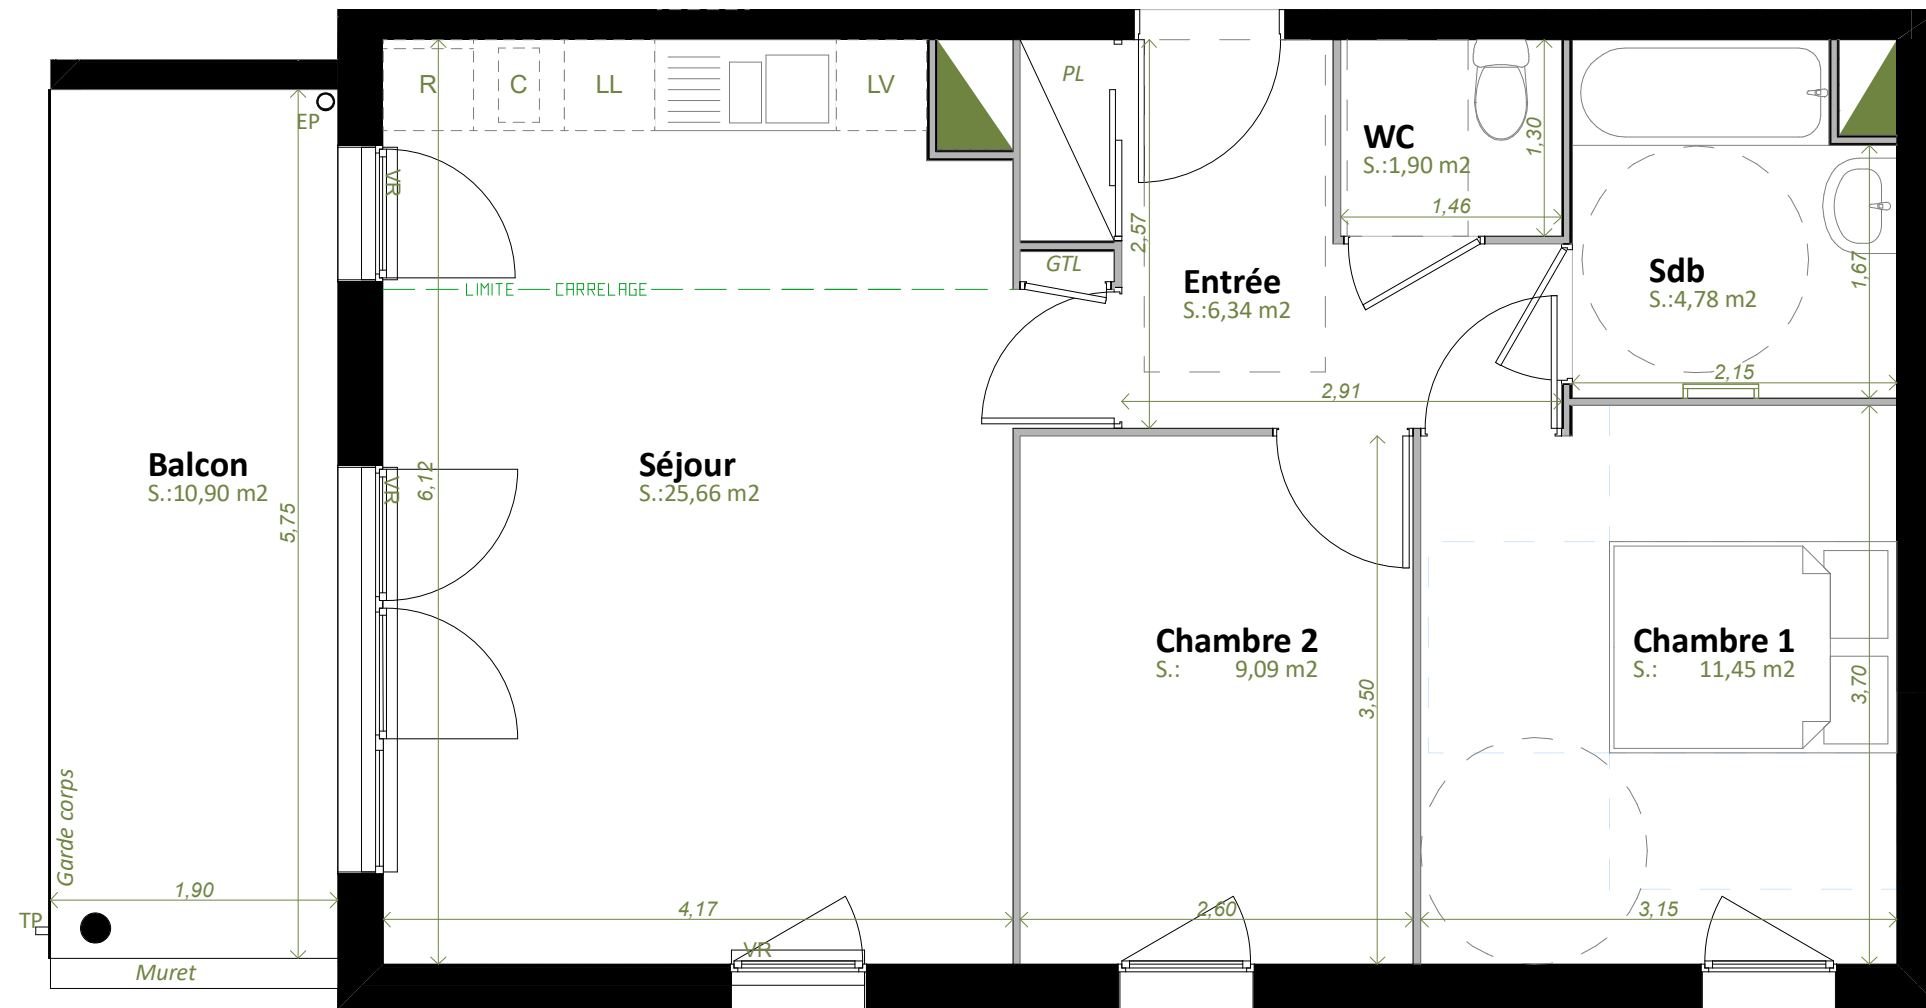 R
C
LL
LV
PL
EP
VR
WC
S.:1,90 m2
1,30
1,46
2,57
GTL
LIMITE
CARRELAGE
Entrée
S.:6,34 m2
Sdb
S.:4,78 m2
1,67
2,15
2,91
Balcon
S.:10,90 m2
5,75
VR
6,12
Séjour
S.:25,66 m2
Chambre 2
S.: 9,09 m2
3,50
Chambre 1
S.: 11,45 m2
3,70
Garde corps
1,90
TP
4,17
2,60
3,15
VR
Muret